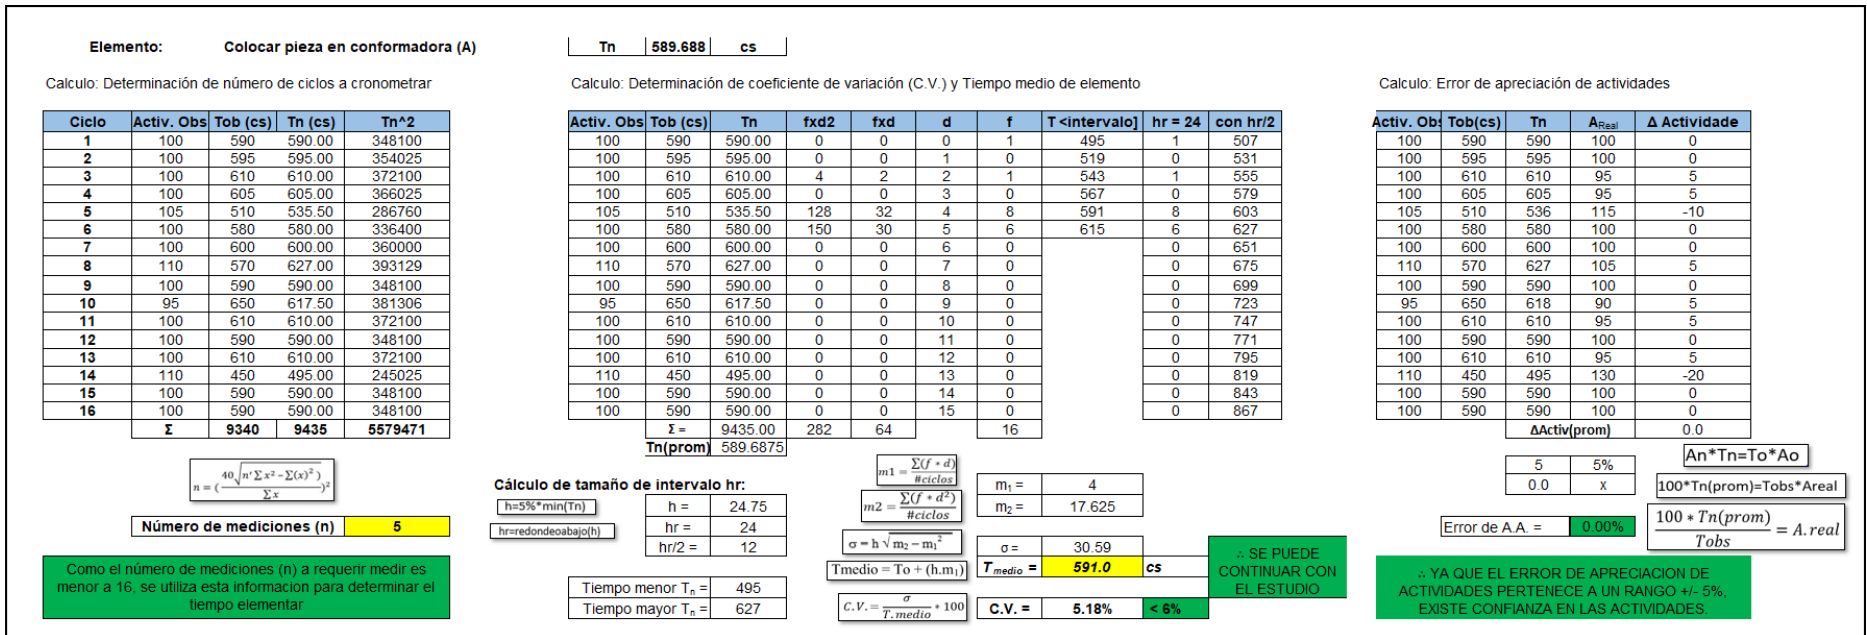 Elemento: Colocar pieza en conformadora (A) Tn 589.688 cs
Calculo: Determinación de número de ciclos a cronometrar
Ciclo Activ. Obs Tob (cs) Tn (cs) Tn^2
1 100 590 590.00 348100
2 100 595 595.00 354025
3 100 610 610.00 372100
4 100 605 605.00 366025
5 105 510 535.50 286760
6 100 580 580.00 336400
7 100 600 600.00 360000
8 110 570 627.00 393129
9 100 590 590.00 348100
10 95 650 617.50 381306
11 100 610 610.00 372100
12 100 590 590.00 348100
13 100 610 610.00 372100
14 110 450 495.00 245025
15 100 590 590.00 348100
16 100 590 590.00 348100
Σ 9340 9435 5579471
n = ( 40√(n′∑x² − ∑(x)²) / ∑x )²
Número de mediciones (n) 5
Como el número de mediciones (n) a requerir medir es
menor a 16, se utiliza esta informacion para determinar el
tiempo elementar
Calculo: Determinación de coeficiente de variación (C.V.) y Tiempo medio de elemento
Activ. Obs Tob (cs) Tn fxd2 fxd d f T <intervalo] hr = 24 con hr/2
100 590 590.00 0 0 0 1 495 1 507
100 595 595.00 0 0 1 0 519 0 531
100 610 610.00 4 2 2 1 543 1 555
100 605 605.00 0 0 3 0 567 0 579
105 510 535.50 128 32 4 8 591 8 603
100 580 580.00 150 30 5 6 615 6 627
100 600 600.00 0 0 6 0 0 651
110 570 627.00 0 0 7 0 0 675
100 590 590.00 0 0 8 0 0 699
95 650 617.50 0 0 9 0 0 723
100 610 610.00 0 0 10 0 0 747
100 590 590.00 0 0 11 0 0 771
100 610 610.00 0 0 12 0 0 795
110 450 495.00 0 0 13 0 0 819
100 590 590.00 0 0 14 0 0 843
100 590 590.00 0 0 15 0 0 867
Σ = 9435.00 282 64 16
Tn(prom) 589.6875
Cálculo de tamaño de intervalo hr:
h=5%*min(Tn) h = 24.75
hr=redondeoabajo(h) hr = 24
hr/2 = 12
Tiempo menor Tn = 495
Tiempo mayor Tn = 627
m1 = ∑(f * d) / #ciclos
m2 = ∑(f * d²) / #ciclos
σ = h √(m₂ − m₁²)
Tmedio = To + (h.m₁)
C.V. = σ / T.medio * 100
m₁ = 4
m₂ = 17.625
σ = 30.59
Tmedio = 591.0 cs
C.V. = 5.18% < 6%
∴ SE PUEDE
CONTINUAR CON
EL ESTUDIO
Calculo: Error de apreciación de actividades
Activ. Obs Tob(cs) Tn AReal Δ Actividade
100 590 590 100 0
100 595 595 100 0
100 610 610 95 5
100 605 605 95 5
105 510 536 115 -10
100 580 580 100 0
100 600 600 100 0
110 570 627 105 5
100 590 590 100 0
95 650 618 90 5
100 610 610 95 5
100 590 590 100 0
100 610 610 95 5
110 450 495 130 -20
100 590 590 100 0
100 590 590 100 0
ΔActiv(prom) 0.0
5 5%
0.0 x
Error de A.A. = 0.00%
An*Tn=To*Ao
100*Tn(prom)=Tobs*Areal
100 * Tn(prom) / Tobs = A.real
∴ YA QUE EL ERROR DE APRECIACION DE
ACTIVIDADES PERTENECE A UN RANGO +/- 5%,
EXISTE CONFIANZA EN LAS ACTIVIDADES.